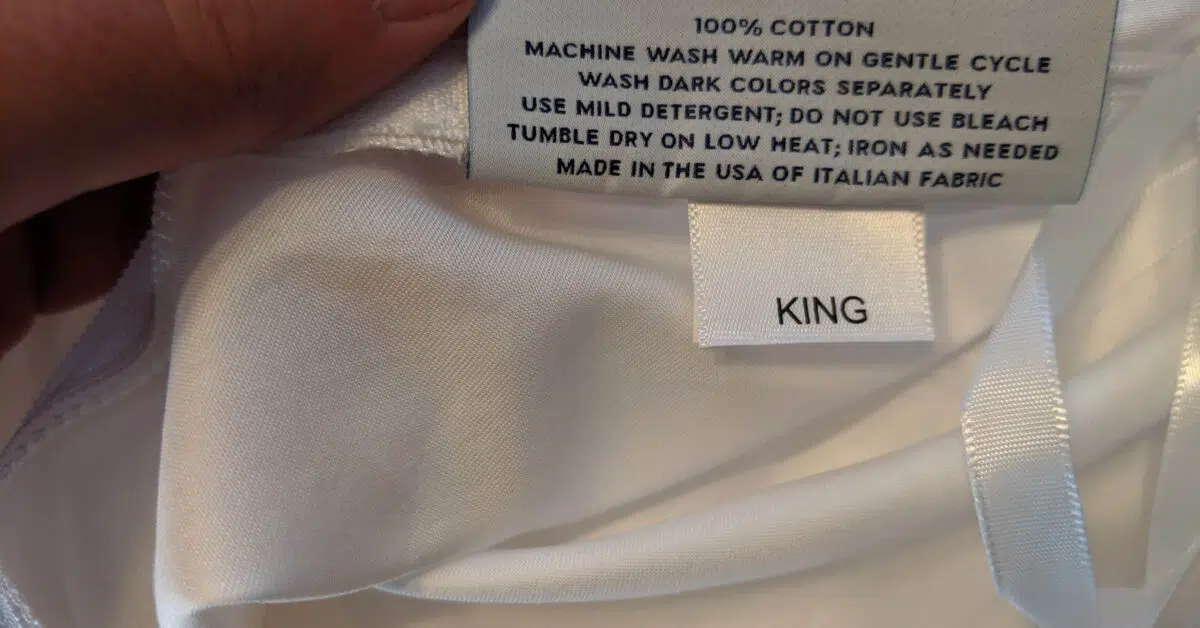 100% COTTON
MACHINE WASH WARM ON GENTLE CYCLE
WASH DARK COLORS SEPARATELY
USE MILD DETERGENT; DO NOT USE BLEACH
TUMBLE DRY ON LOW HEAT; IRON AS NEEDED
MADE IN THE USA OF ITALIAN FABRIC
KING